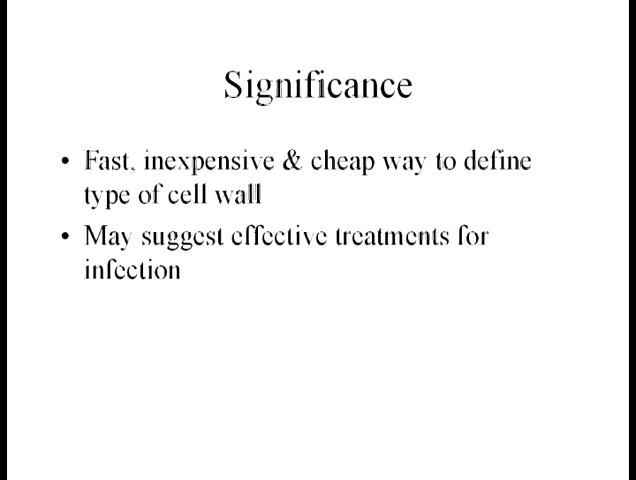 Significance
• Fast, inexpensive & cheap way to define
type of cell wall
• May suggest effective treatments for
infection